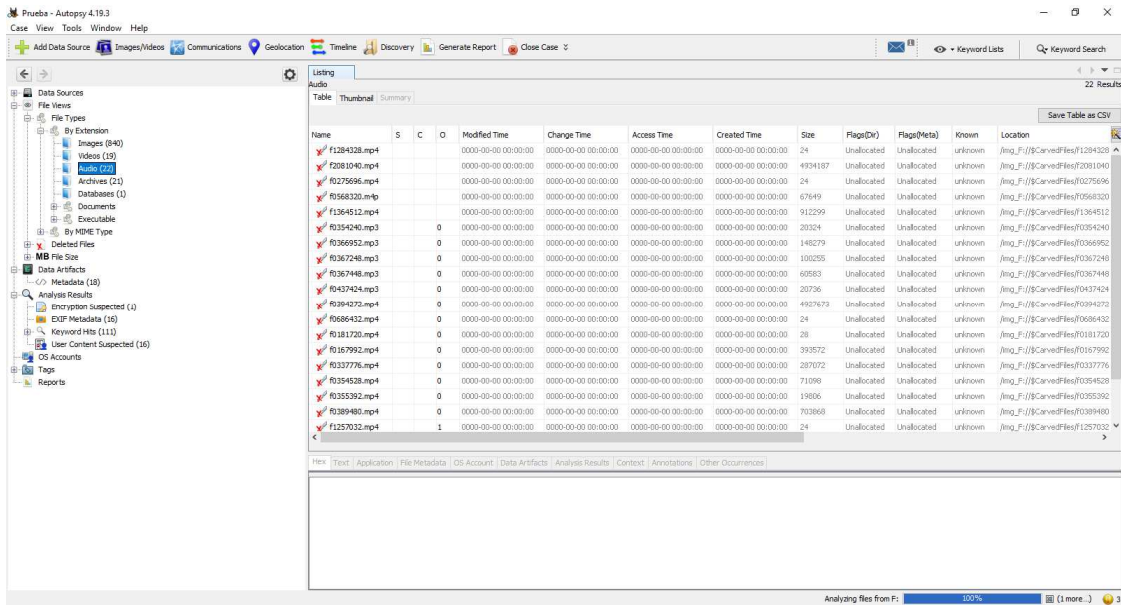 Prueba - Autopsy 4.19.3
Case View Tools Window Help
Add Data Source Images/Videos Communications Geolocation Timeline Discovery Generate Report Close Case Keyword Lists Keyword Search
Listing
Audio 22 Results
Table Thumbnail Summary
Save Table as CSV
Data Sources
File Views
File Types
By Extension
Images (840)
Videos (19)
Audio (22)
Archives (21)
Databases (1)
Documents
Executable
By MIME Type
Deleted Files
MB File Size
Data Artifacts
Metadata (18)
Analysis Results
Encryption Suspected (1)
EXIF Metadata (16)
Keyword Hits (111)
User Content Suspected (16)
OS Accounts
Tags
Reports
Name S C O Modified Time Change Time Access Time Created Time Size Flags(Dir) Flags(Meta) Known Location
f1284328.mp4 0000-00-00 00:00:00 0000-00-00 00:00:00 0000-00-00 00:00:00 0000-00-00 00:00:00 24 Unallocated Unallocated unknown /img_F://$CarvedFiles/f1284328
f2081040.mp4 0000-00-00 00:00:00 0000-00-00 00:00:00 0000-00-00 00:00:00 0000-00-00 00:00:00 4934187 Unallocated Unallocated unknown /img_F://$CarvedFiles/f2081040
f0275696.mp4 0000-00-00 00:00:00 0000-00-00 00:00:00 0000-00-00 00:00:00 0000-00-00 00:00:00 24 Unallocated Unallocated unknown /img_F://$CarvedFiles/f0275696
f0568320.m4p 0000-00-00 00:00:00 0000-00-00 00:00:00 0000-00-00 00:00:00 0000-00-00 00:00:00 67649 Unallocated Unallocated unknown /img_F://$CarvedFiles/f0568320
f1364512.mp4 0000-00-00 00:00:00 0000-00-00 00:00:00 0000-00-00 00:00:00 0000-00-00 00:00:00 912299 Unallocated Unallocated unknown /img_F://$CarvedFiles/f1364512
f0354240.mp3 0 0000-00-00 00:00:00 0000-00-00 00:00:00 0000-00-00 00:00:00 0000-00-00 00:00:00 20324 Unallocated Unallocated unknown /img_F://$CarvedFiles/f0354240
f0366952.mp3 0 0000-00-00 00:00:00 0000-00-00 00:00:00 0000-00-00 00:00:00 0000-00-00 00:00:00 148279 Unallocated Unallocated unknown /img_F://$CarvedFiles/f0366952
f0367248.mp3 0 0000-00-00 00:00:00 0000-00-00 00:00:00 0000-00-00 00:00:00 0000-00-00 00:00:00 100255 Unallocated Unallocated unknown /img_F://$CarvedFiles/f0367248
f0367448.mp3 0 0000-00-00 00:00:00 0000-00-00 00:00:00 0000-00-00 00:00:00 0000-00-00 00:00:00 60583 Unallocated Unallocated unknown /img_F://$CarvedFiles/f0367448
f0437424.mp3 0 0000-00-00 00:00:00 0000-00-00 00:00:00 0000-00-00 00:00:00 0000-00-00 00:00:00 20736 Unallocated Unallocated unknown /img_F://$CarvedFiles/f0437424
f0394272.mp4 0 0000-00-00 00:00:00 0000-00-00 00:00:00 0000-00-00 00:00:00 0000-00-00 00:00:00 4927673 Unallocated Unallocated unknown /img_F://$CarvedFiles/f0394272
f0686432.mp4 0 0000-00-00 00:00:00 0000-00-00 00:00:00 0000-00-00 00:00:00 0000-00-00 00:00:00 24 Unallocated Unallocated unknown /img_F://$CarvedFiles/f0686432
f0181720.mp4 0 0000-00-00 00:00:00 0000-00-00 00:00:00 0000-00-00 00:00:00 0000-00-00 00:00:00 28 Unallocated Unallocated unknown /img_F://$CarvedFiles/f0181720
f0167992.mp4 0 0000-00-00 00:00:00 0000-00-00 00:00:00 0000-00-00 00:00:00 0000-00-00 00:00:00 393572 Unallocated Unallocated unknown /img_F://$CarvedFiles/f0167992
f0337776.mp4 0 0000-00-00 00:00:00 0000-00-00 00:00:00 0000-00-00 00:00:00 0000-00-00 00:00:00 287072 Unallocated Unallocated unknown /img_F://$CarvedFiles/f0337776
f0354528.mp4 0 0000-00-00 00:00:00 0000-00-00 00:00:00 0000-00-00 00:00:00 0000-00-00 00:00:00 71098 Unallocated Unallocated unknown /img_F://$CarvedFiles/f0354528
f0355392.mp4 0 0000-00-00 00:00:00 0000-00-00 00:00:00 0000-00-00 00:00:00 0000-00-00 00:00:00 19806 Unallocated Unallocated unknown /img_F://$CarvedFiles/f0355392
f0389480.mp4 0 0000-00-00 00:00:00 0000-00-00 00:00:00 0000-00-00 00:00:00 0000-00-00 00:00:00 703868 Unallocated Unallocated unknown /img_F://$CarvedFiles/f0389480
f1257032.mp4 1 0000-00-00 00:00:00 0000-00-00 00:00:00 0000-00-00 00:00:00 0000-00-00 00:00:00 24 Unallocated Unallocated unknown /img_F://$CarvedFiles/f1257032
Hex Text Application File Metadata OS Account Data Artifacts Analysis Results Context Annotations Other Occurrences
Analyzing files from F: 100% (1 more...) 3